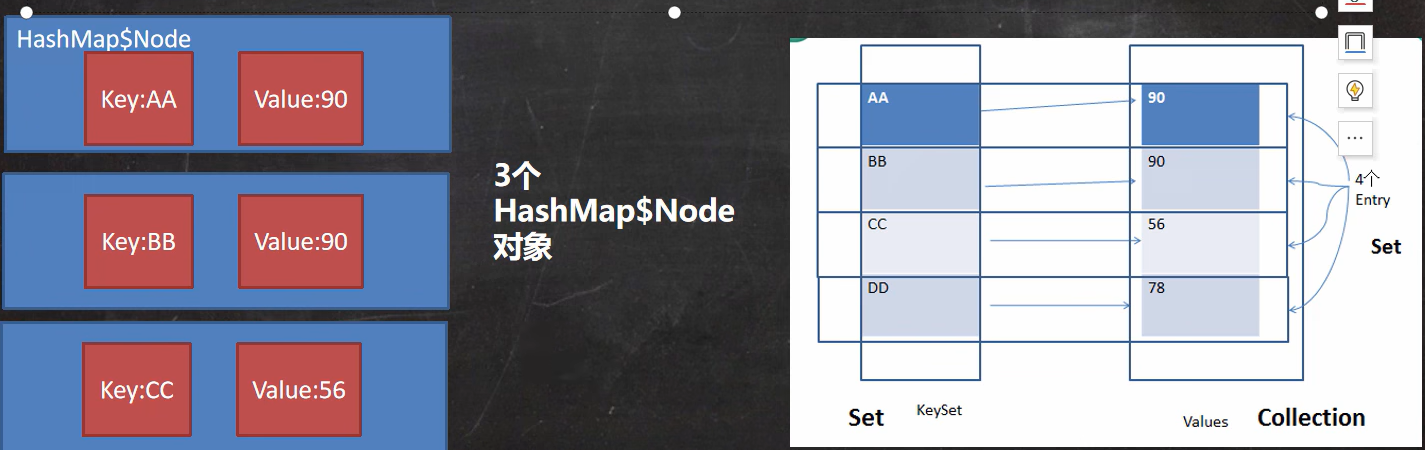 HashMap$Node
Key:AA
Value:90
Key:BB
Value:90
Key:CC
Value:56
3个
HashMap$Node
对象
AA
90
BB
90
CC
56
DD
78
4个
Entry
Set
Set
KeySet
Values
Collection